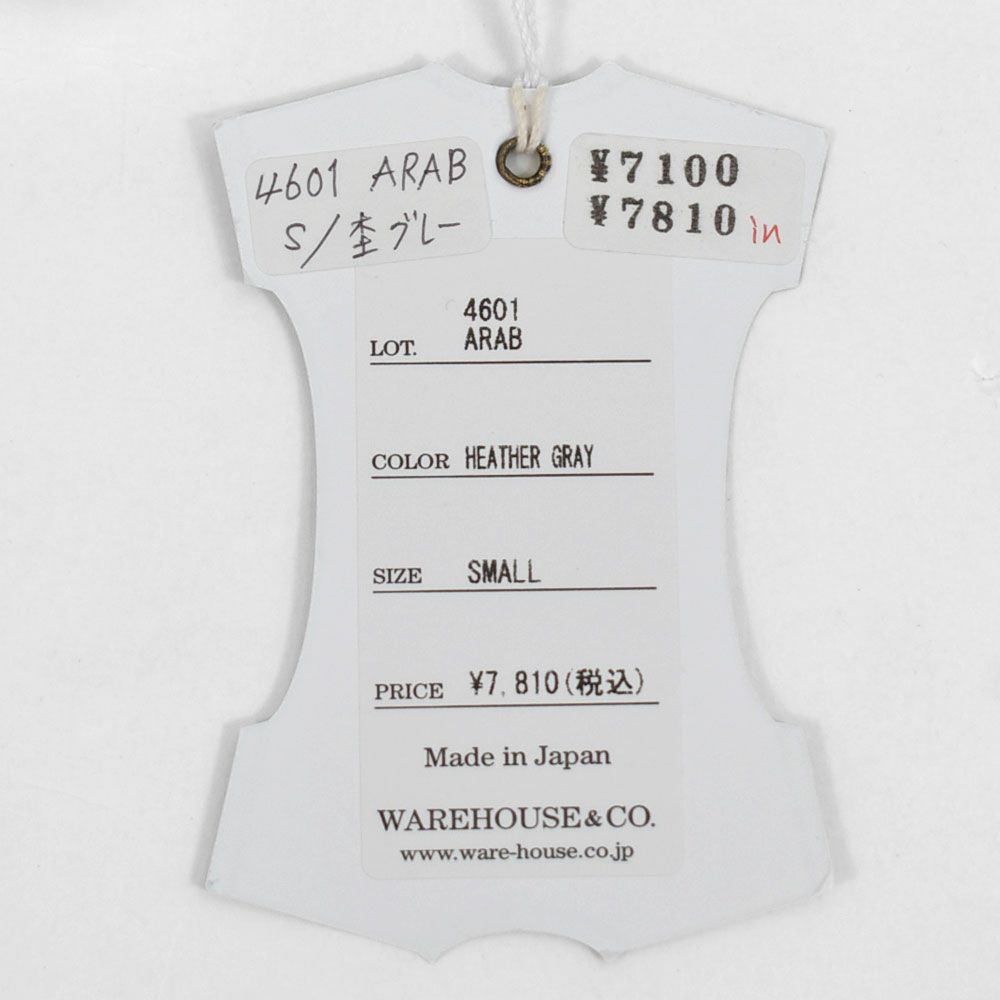 4601 ARAB
S/杢グレー
¥7100
¥7810 in
4601
LOT. ARAB
COLOR HEATHER GRAY
SIZE SMALL
PRICE ¥7,810(税込)
Made in Japan
WAREHOUSE & CO.
www.ware-house.co.jp